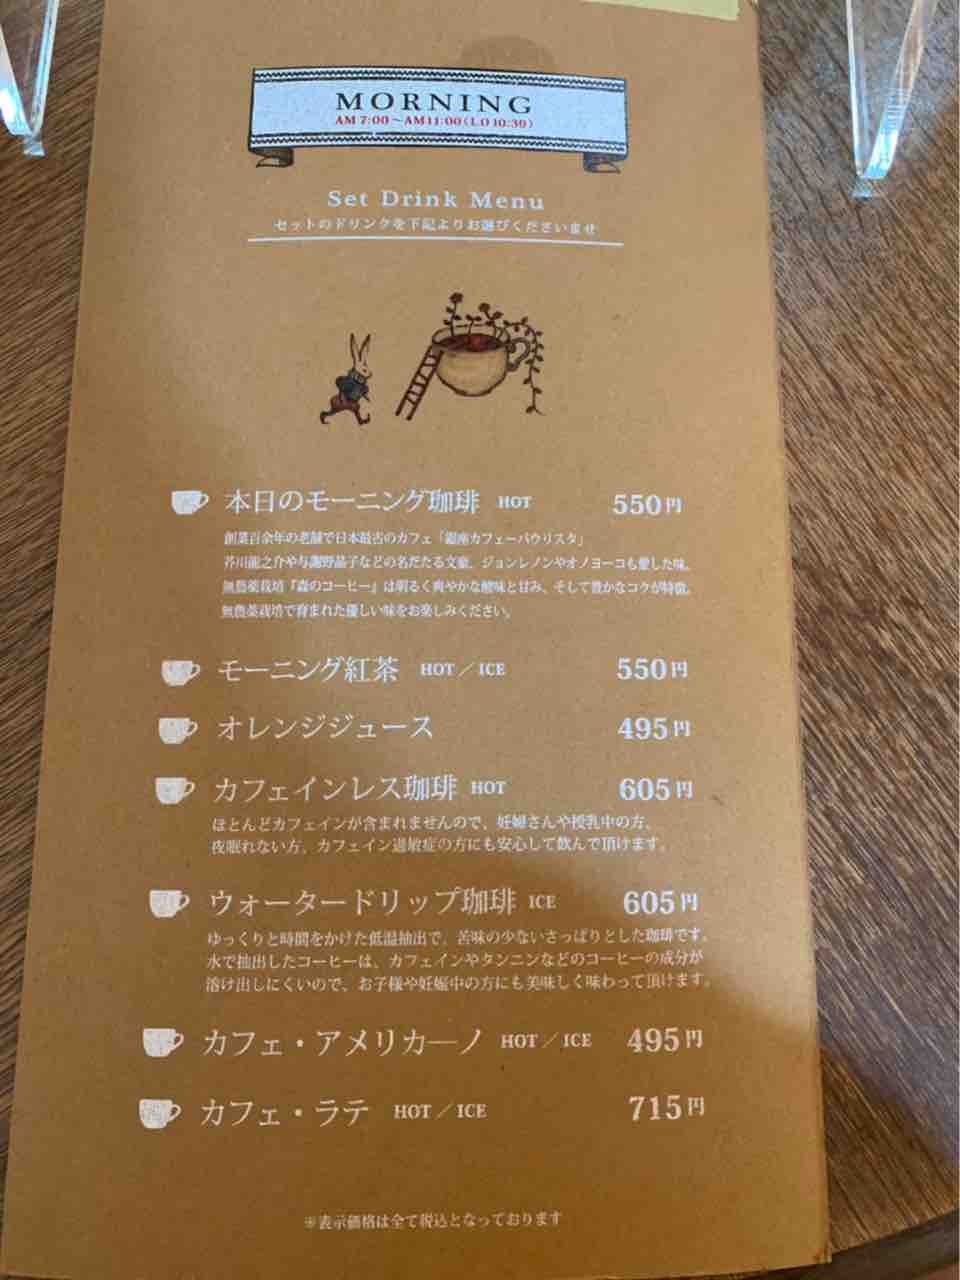 MORNING
AM 7:00～AM11:00(L.O 10:30)
Set Drink Menu
セットのドリンクを下記よりお選びくださいませ
本日のモーニング珈琲 HOT 550円
創業百余年の老舗で日本最古のカフェ「銀座カフェーパウリスタ」
芥川龍之介や与謝野晶子などの名だたる文豪、ジョンレノンやオノヨーコも愛した味。
無農薬栽培『森のコーヒー』は明るく爽やかな酸味と甘み、そして豊かなコクが特徴。
無農薬栽培で育まれた優しい味をお楽しみください。
モーニング紅茶 HOT／ICE 550円
オレンジジュース 495円
カフェインレス珈琲 HOT 605円
ほとんどカフェインが含まれませんので、妊婦さんや授乳中の方、
夜眠れない方、カフェイン過敏症の方にも安心して飲んで頂けます。
ウォータードリップ珈琲 ICE 605円
ゆっくりと時間をかけた低温抽出で、苦味の少ないさっぱりとした珈琲です。
水で抽出したコーヒーは、カフェインやタンニンなどのコーヒーの成分が
溶け出しにくいので、お子様や妊娠中の方にも美味しく味わって頂けます。
カフェ・アメリカーノ HOT／ICE 495円
カフェ・ラテ HOT／ICE 715円
※表示価格は全て税込となっております